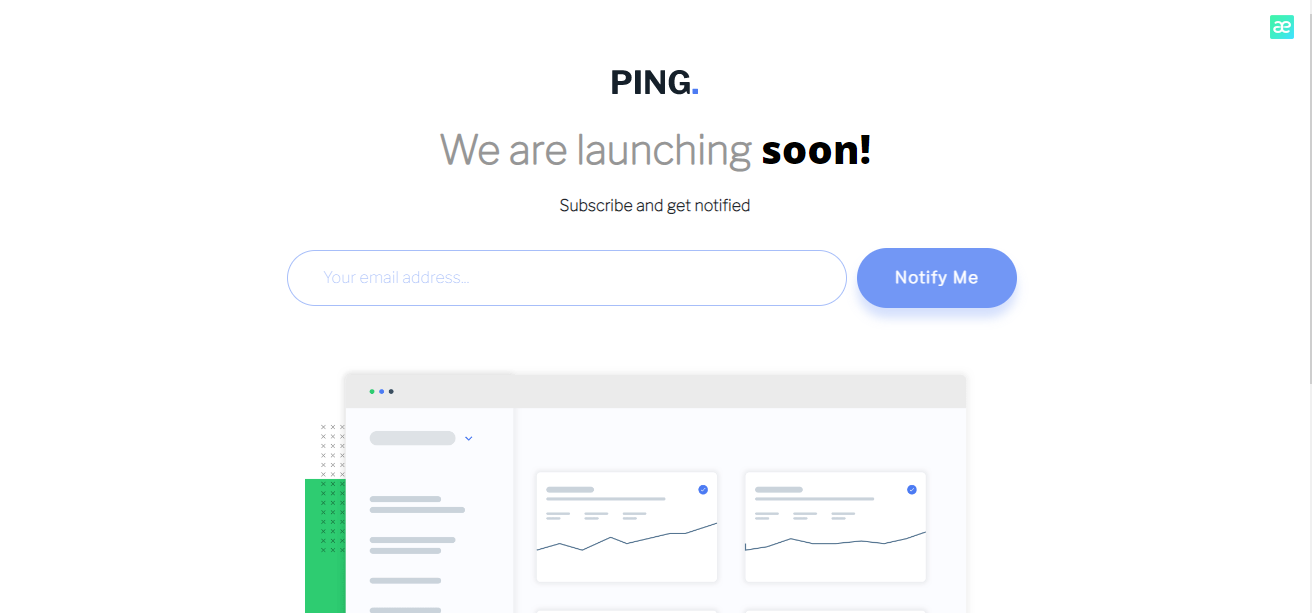 æ
PING.
We are launching soon!
Subscribe and get notified
Your email address...
Notify Me